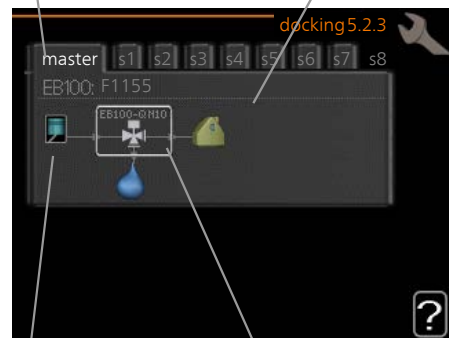 docking 5.2.3
master s1 s2 s3 s4 s5 s6 s7 s8
EB100: F1155
EB100-QN10
?